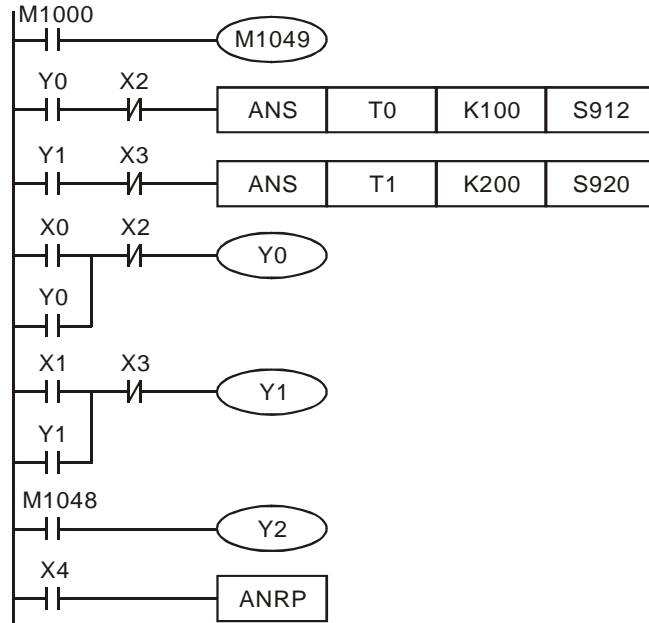 M1000
M1049
Y0 X2
ANS T0 K100 S912
Y1 X3
ANS T1 K200 S920
X0 X2
Y0
Y0
X1 X3
Y1
Y1
M1048
Y2
X4
ANRP